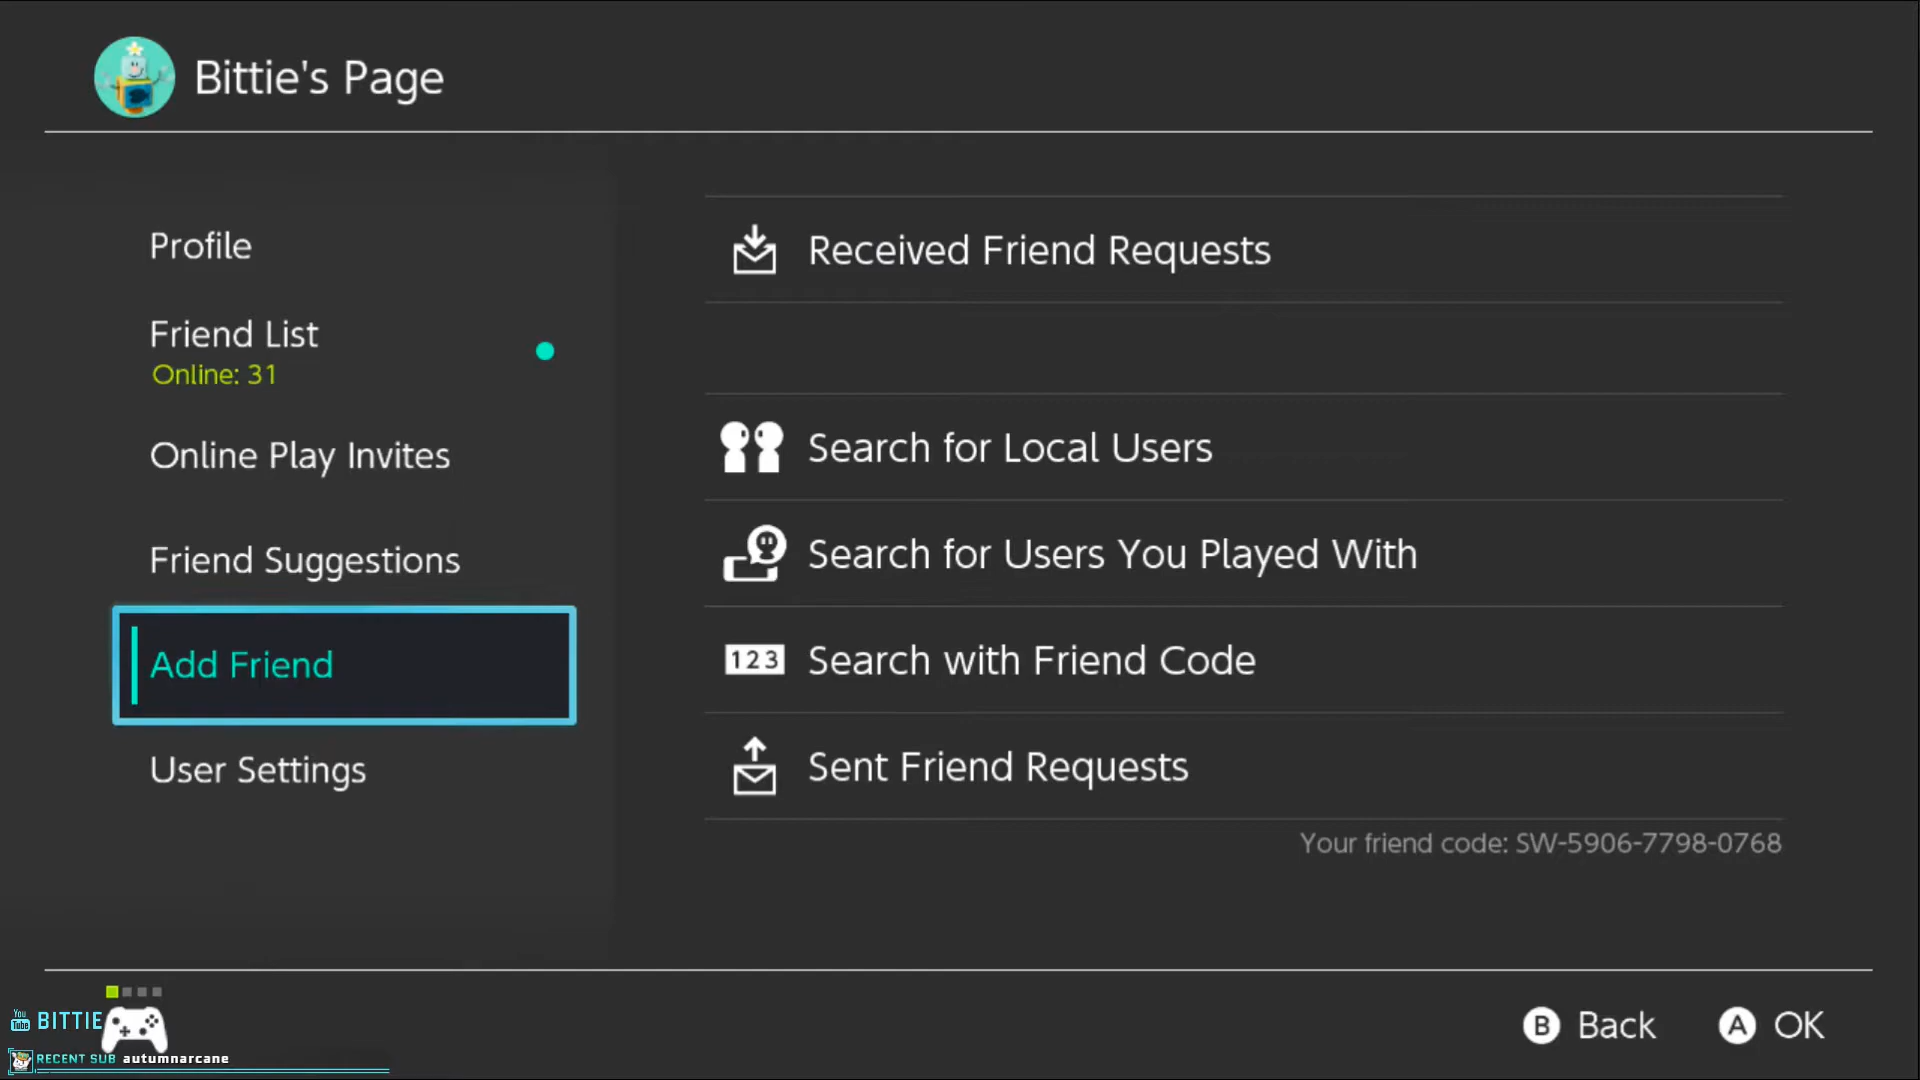 Bittie's Page
Profile
Friend List
Online: 31
Online Play Invites
Friend Suggestions
Add Friend
User Settings
Received Friend Requests
Search for Local Users
Search for Users You Played With
123 Search with Friend Code
Sent Friend Requests
Your friend code: SW-5906-7798-0768
You Tube BITTIE
RECENT SUB autumnarcane
B Back A OK